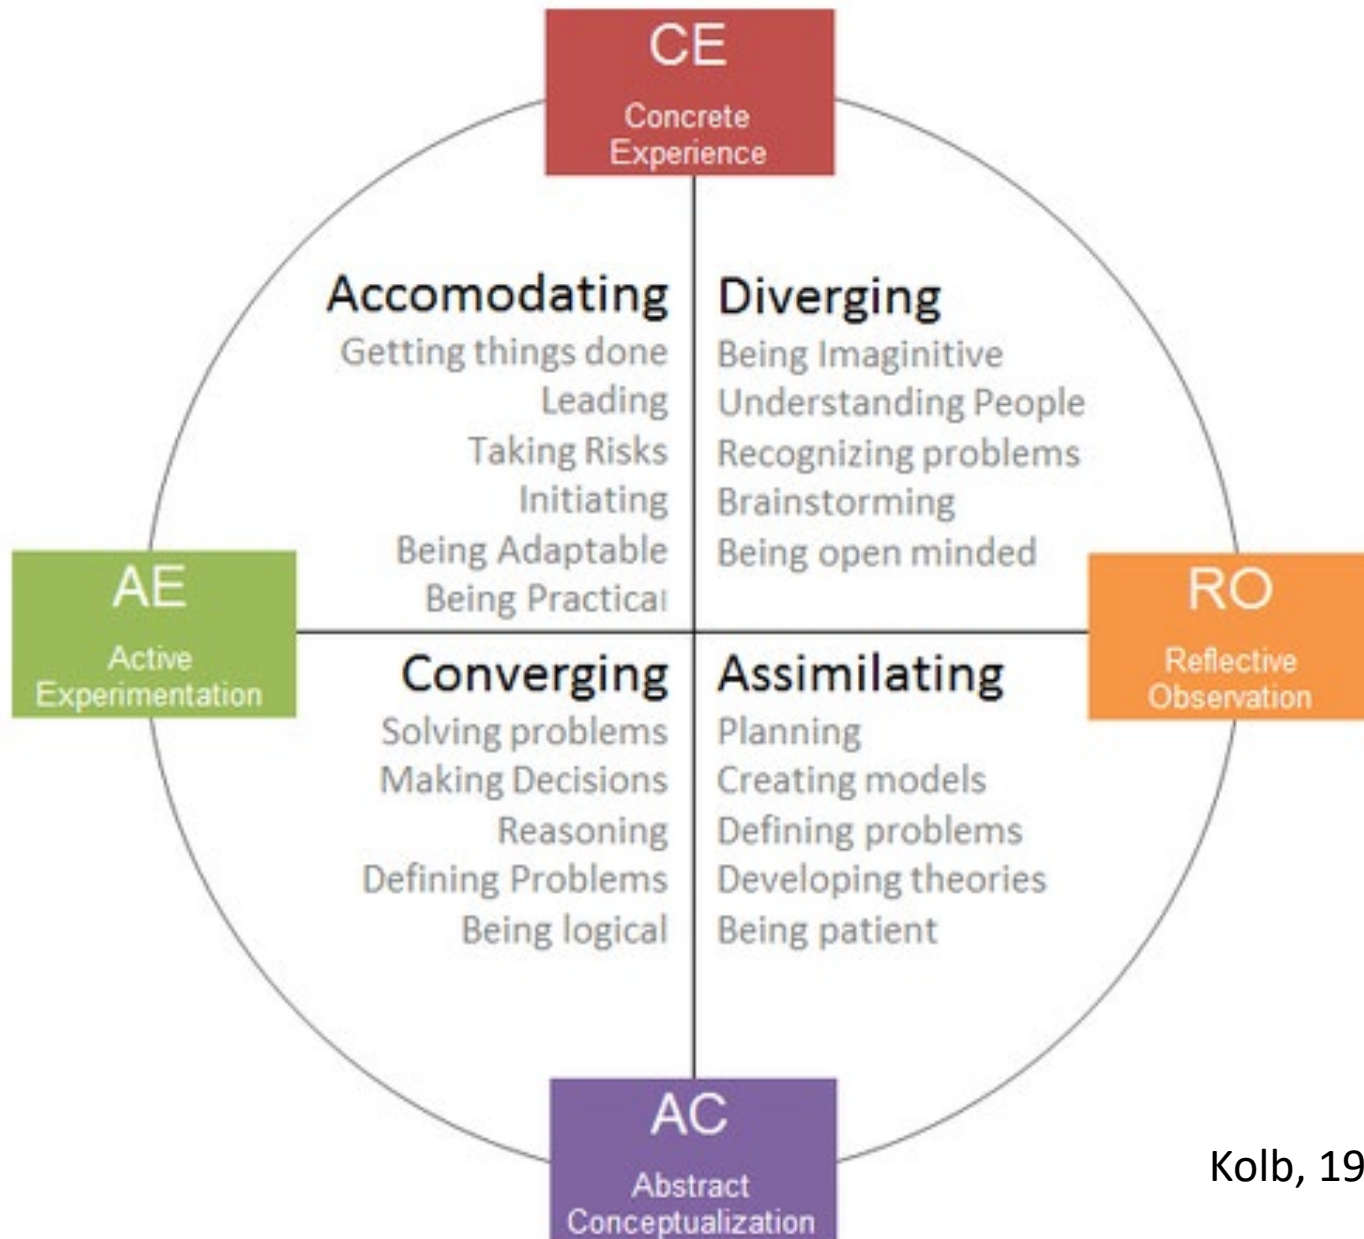 CE
Concrete
Experience
Accomodating
Getting things done
Leading
Taking Risks
Initiating
Being Adaptable
Being Practical
Diverging
Being Imaginitive
Understanding People
Recognizing problems
Brainstorming
Being open minded
AE
Active
Experimentation
RO
Reflective
Observation
Converging
Solving problems
Making Decisions
Reasoning
Defining Problems
Being logical
Assimilating
Planning
Creating models
Defining problems
Developing theories
Being patient
AC
Abstract
Conceptualization
Kolb, 19